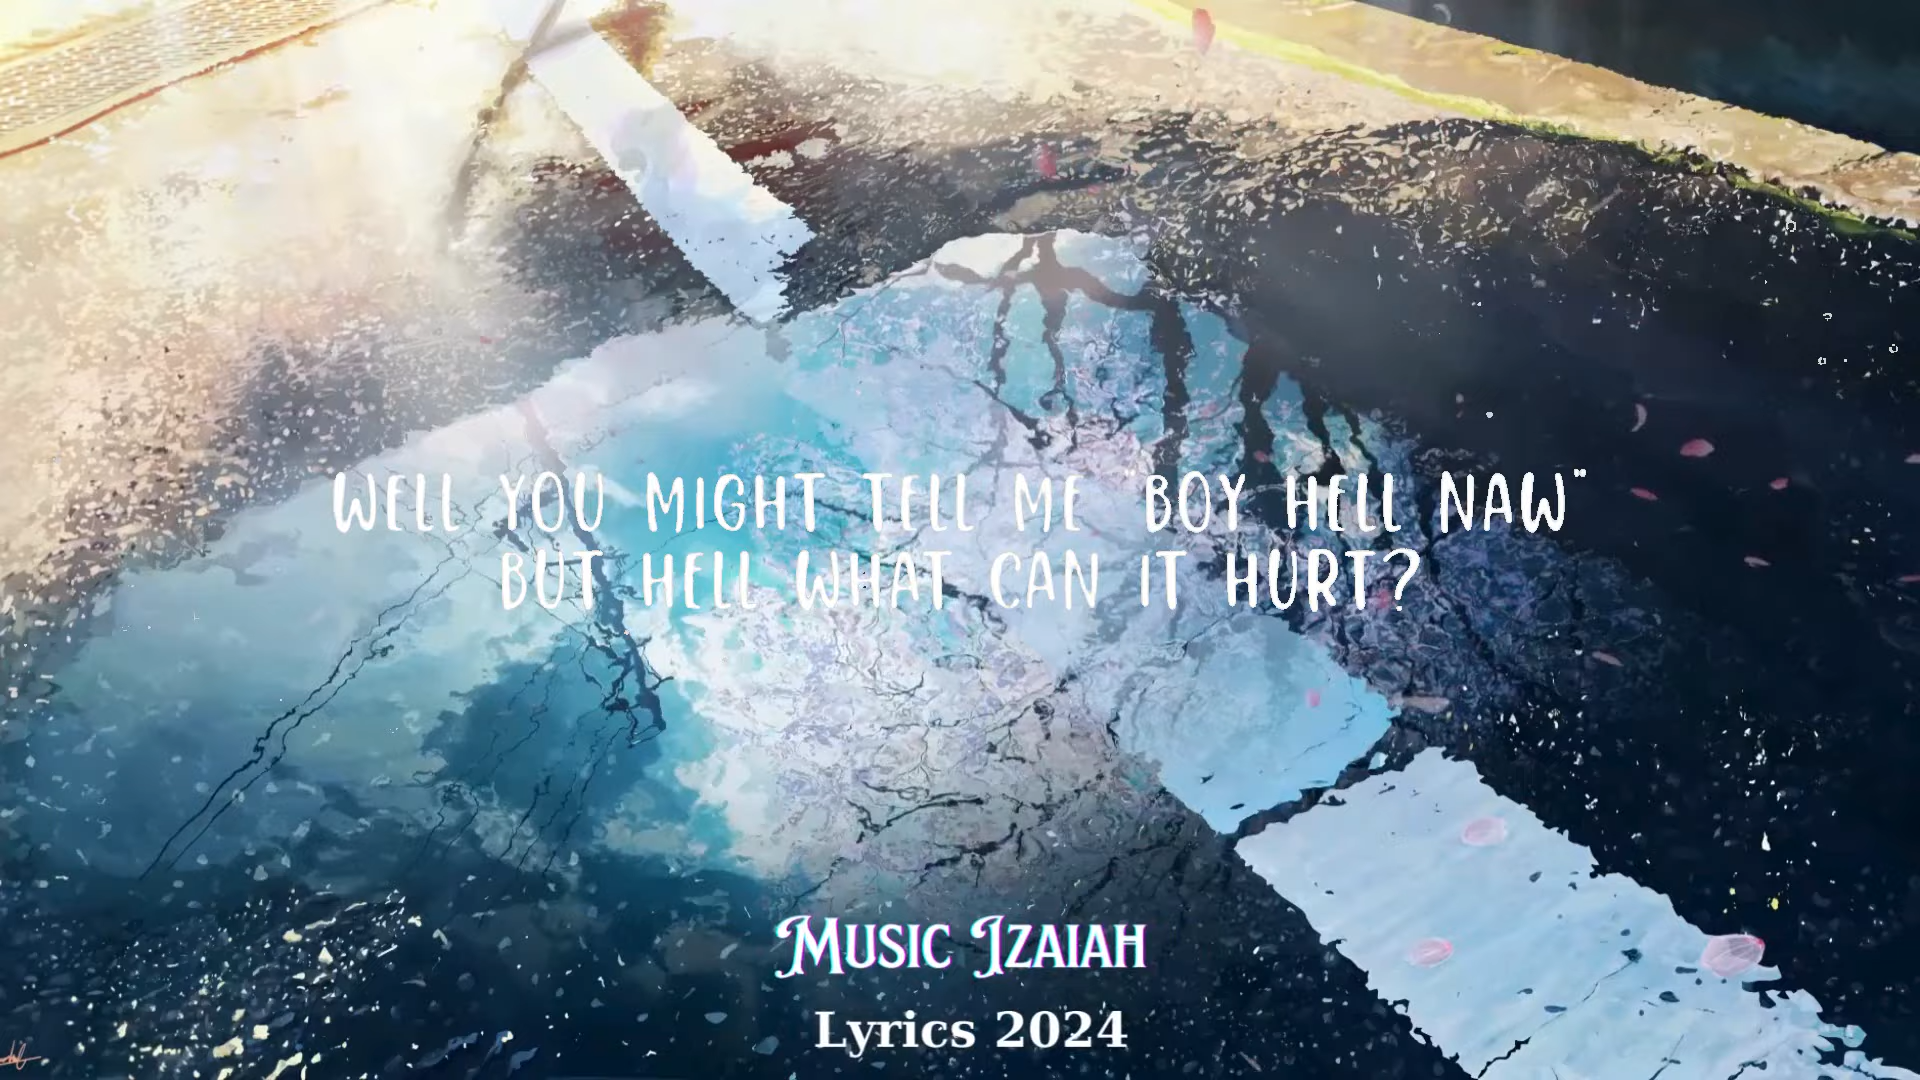 WELL YOU MIGHT TELL ME "BOY HELL NAW"
BUT HELL WHAT CAN IT HURT?
MUSIC IZAIAH
Lyrics 2024